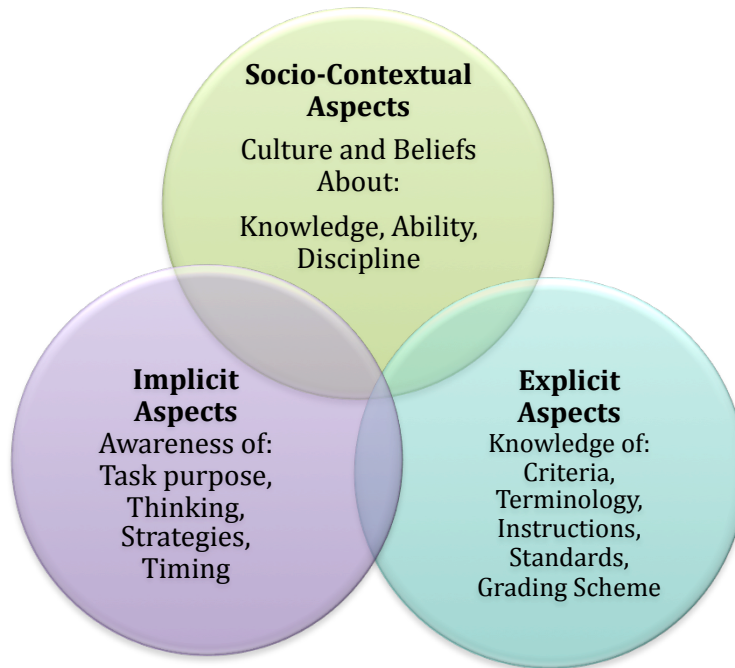 Socio-Contextual
Aspects
Culture and Beliefs
About:
Knowledge, Ability,
Discipline
Implicit
Aspects
Awareness of:
Task purpose,
Thinking,
Strategies,
Timing
Explicit
Aspects
Knowledge of:
Criteria,
Terminology,
Instructions,
Standards,
Grading Scheme